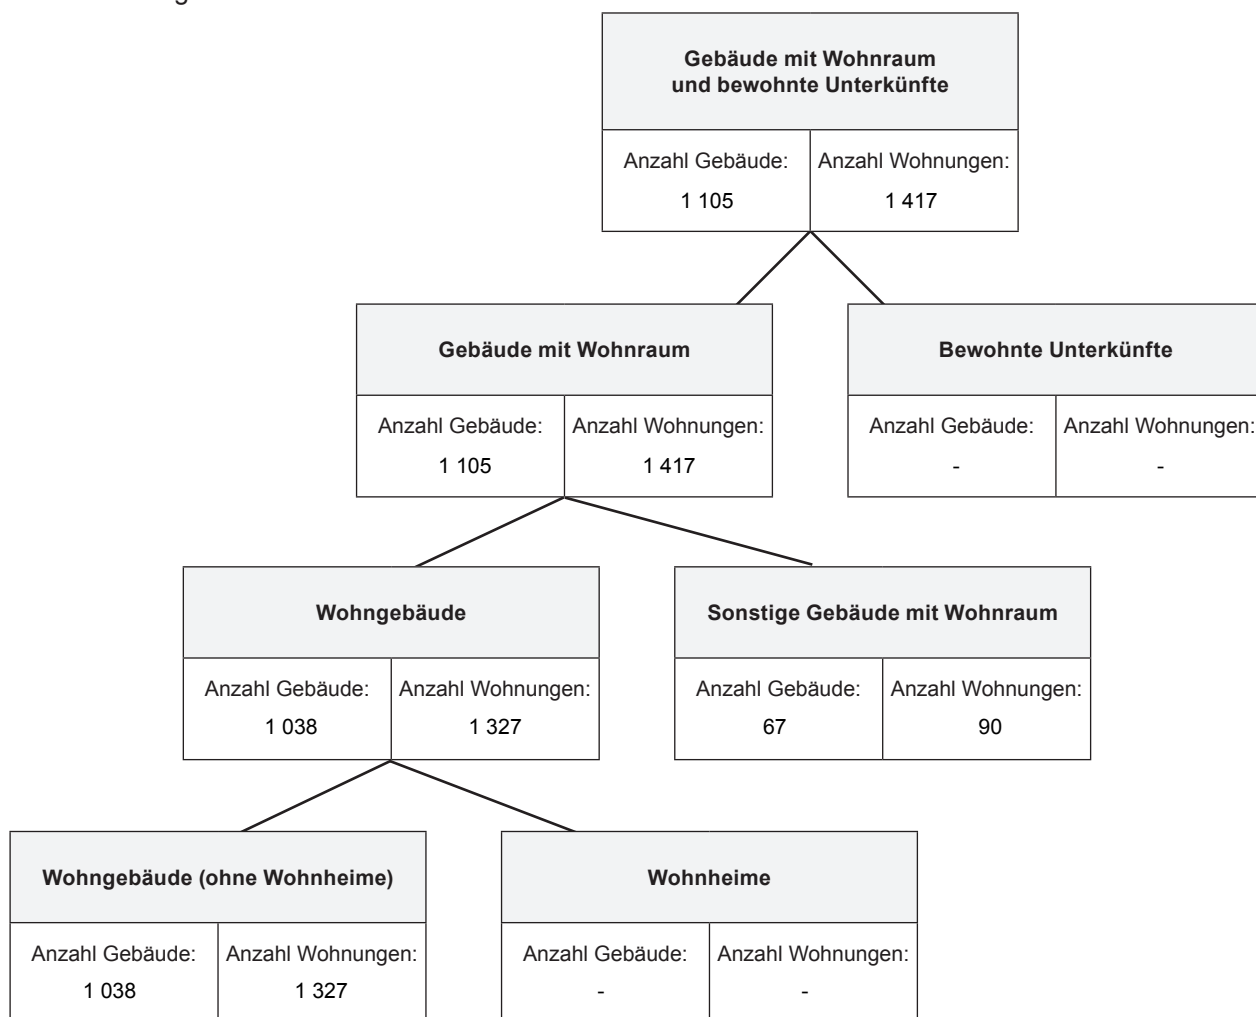 Gebäude mit Wohnraum
und bewohnte Unterkünfte
Anzahl Gebäude:
Anzahl Wohnungen:
1 105
1 417
Gebäude mit Wohnraum
Bewohnte Unterkünfte
Anzahl Gebäude:
Anzahl Wohnungen:
Anzahl Gebäude:
Anzahl Wohnungen:
1 105
1 417
-
-
Wohngebäude
Sonstige Gebäude mit Wohnraum
Anzahl Gebäude:
Anzahl Wohnungen:
Anzahl Gebäude:
Anzahl Wohnungen:
1 038
1 327
67
90
Wohngebäude (ohne Wohnheime)
Wohnheime
Anzahl Gebäude:
Anzahl Wohnungen:
Anzahl Gebäude:
Anzahl Wohnungen:
1 038
1 327
-
-